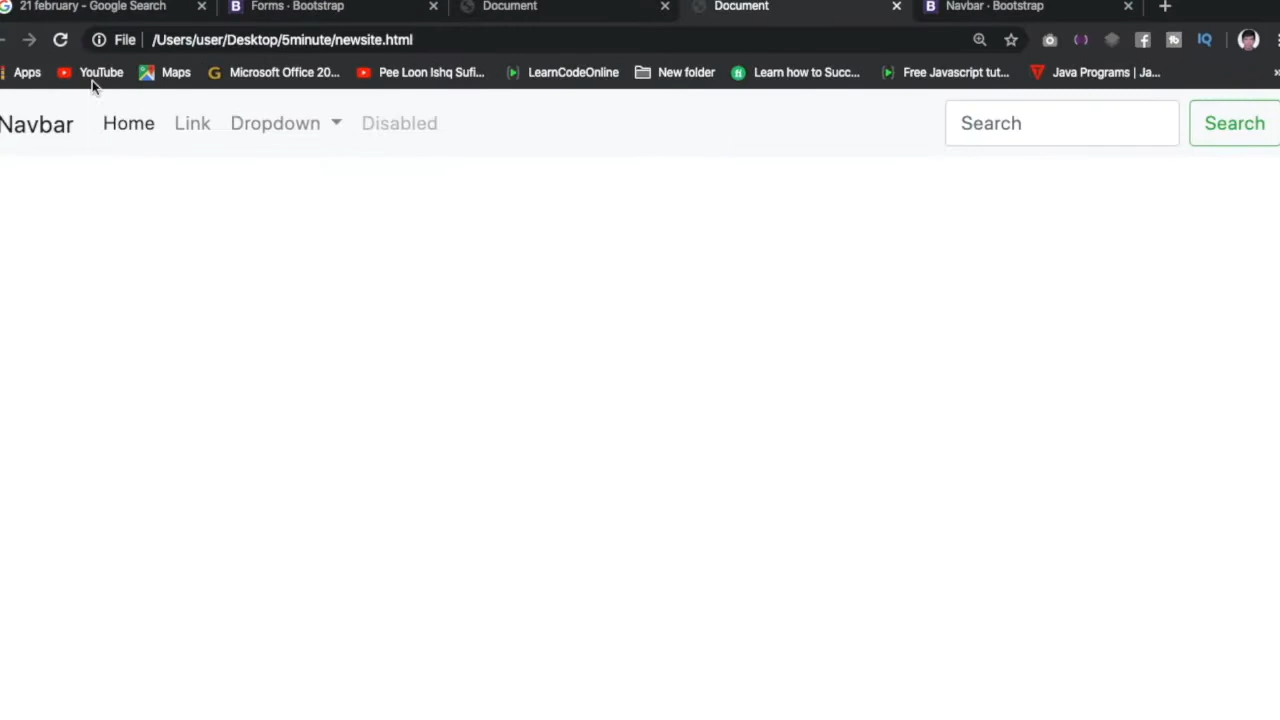 21 february - Google Search Forms · Bootstrap Document Document Navbar · Bootstrap
File /Users/user/Desktop/5minute/newsite.html
Apps YouTube Maps Microsoft Office 20... Pee Loon Ishq Sufi... LearnCodeOnline New folder Learn how to Succ... Free Javascript tut... Java Programs | Ja...
Navbar Home Link Dropdown Disabled Search Search